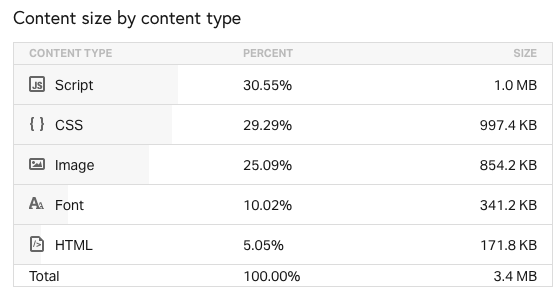 Content size by content type
CONTENT TYPE PERCENT SIZE
JS Script 30.55% 1.0 MB
{ } CSS 29.29% 997.4 KB
Image 25.09% 854.2 KB
AA Font 10.02% 341.2 KB
</> HTML 5.05% 171.8 KB
Total 100.00% 3.4 MB